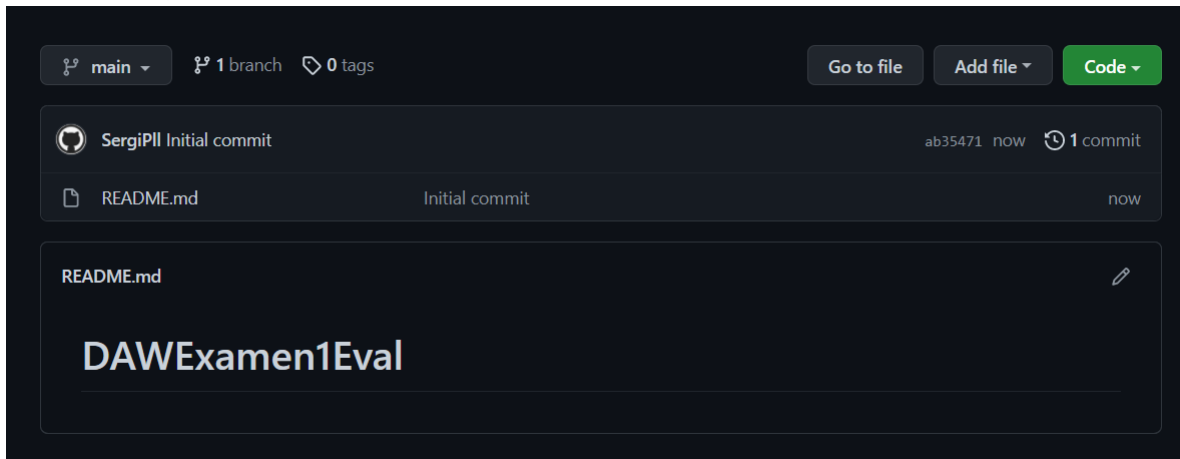 main 1 branch 0 tags Go to file Add file Code
SergiPll Initial commit ab35471 now 1 commit
README.md Initial commit now
README.md
DAWExamen1Eval